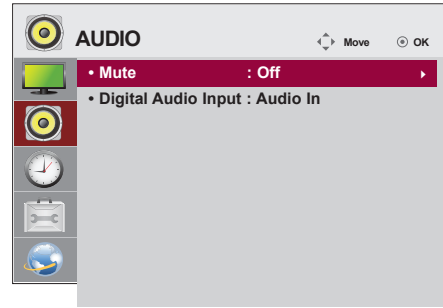 AUDIO Move OK
• Mute : Off
• Digital Audio Input : Audio In